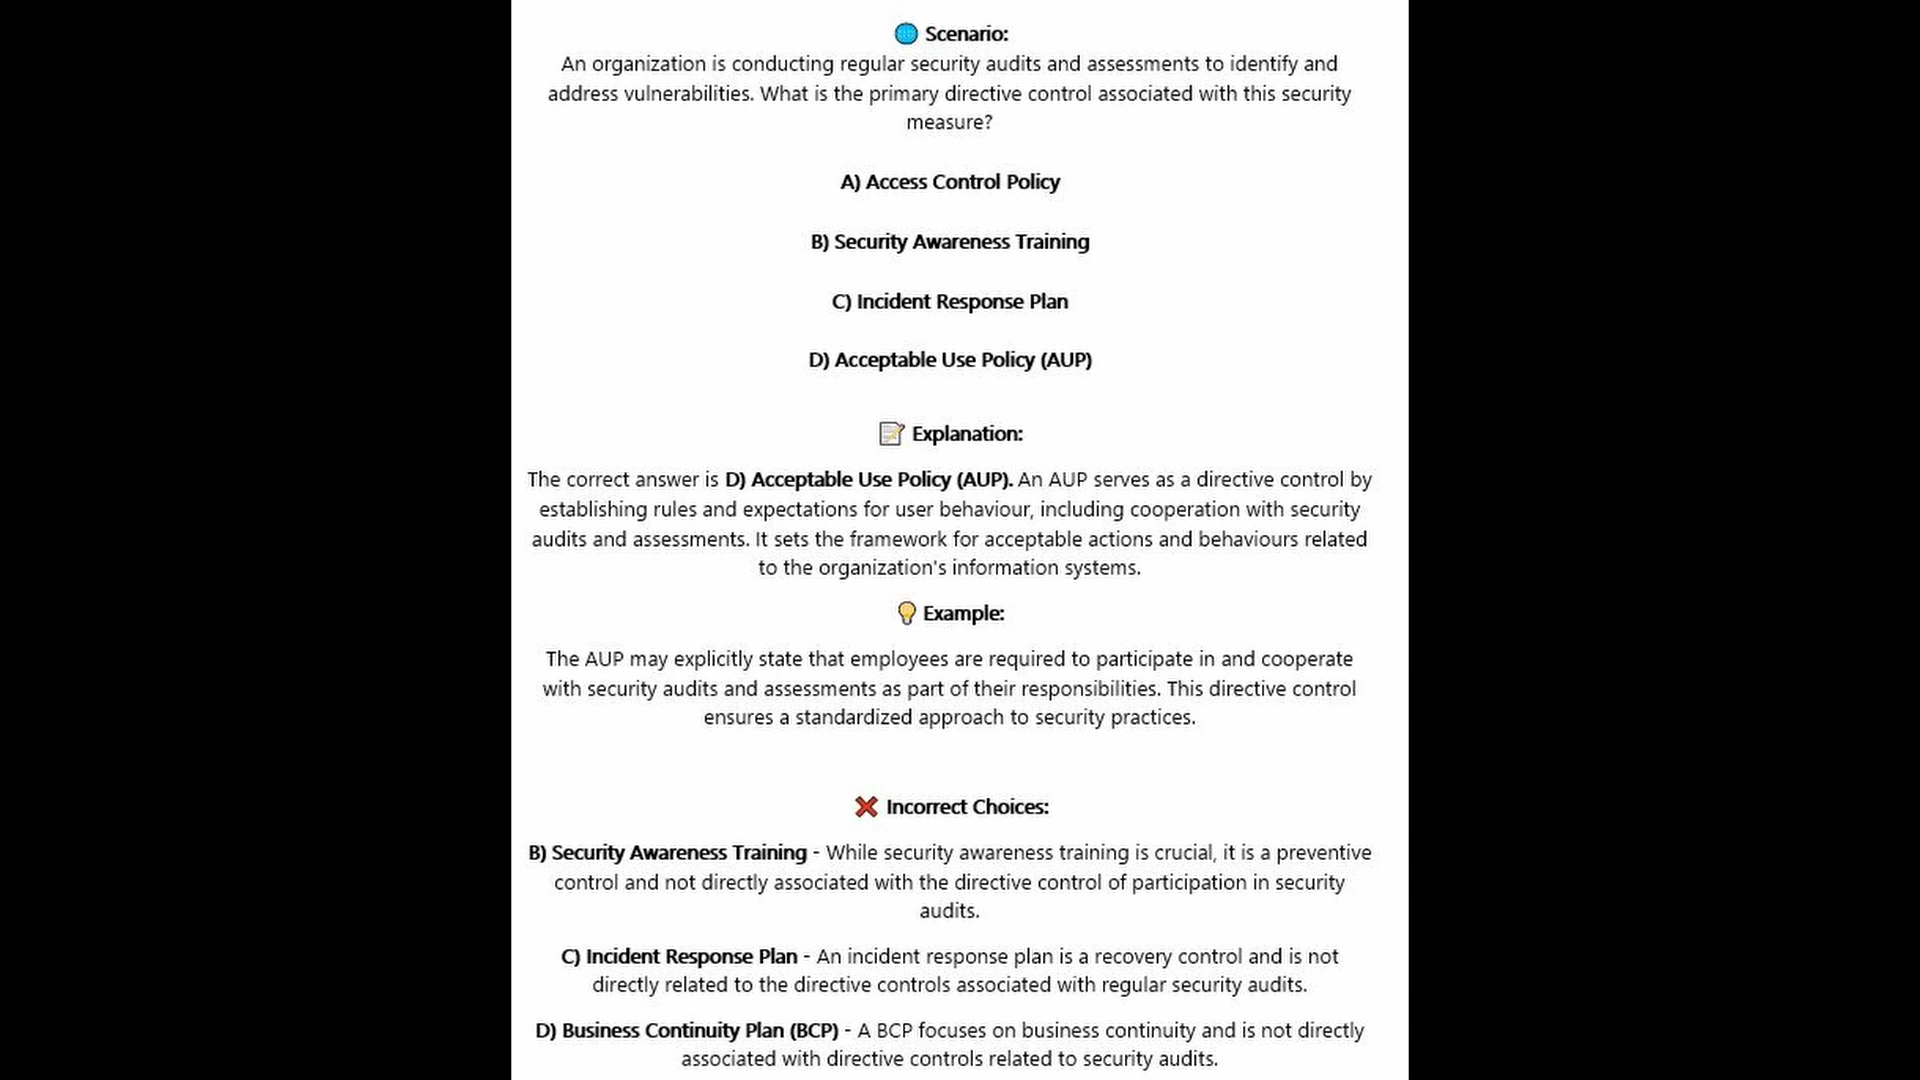 Scenario:
An organization is conducting regular security audits and assessments to identify and
address vulnerabilities. What is the primary directive control associated with this security
measure?
A) Access Control Policy
B) Security Awareness Training
C) Incident Response Plan
D) Acceptable Use Policy (AUP)
Explanation:
The correct answer is D) Acceptable Use Policy (AUP). An AUP serves as a directive control by
establishing rules and expectations for user behaviour, including cooperation with security
audits and assessments. It sets the framework for acceptable actions and behaviours related
to the organization's information systems.
Example:
The AUP may explicitly state that employees are required to participate in and cooperate
with security audits and assessments as part of their responsibilities. This directive control
ensures a standardized approach to security practices.
Incorrect Choices:
B) Security Awareness Training - While security awareness training is crucial, it is a preventive
control and not directly associated with the directive control of participation in security
audits.
C) Incident Response Plan - An incident response plan is a recovery control and is not
directly related to the directive controls associated with regular security audits.
D) Business Continuity Plan (BCP) - A BCP focuses on business continuity and is not directly
associated with directive controls related to security audits.